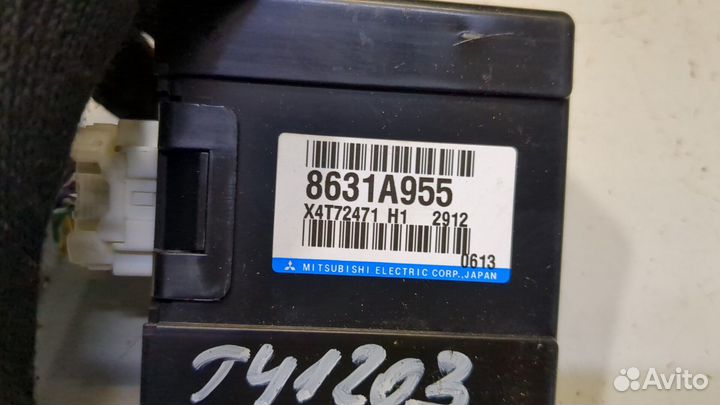 8631A955
X4T72471 H1 2912
0613
MITSUBISHI ELECTRIC CORP., JAPAN
T41203
Avito